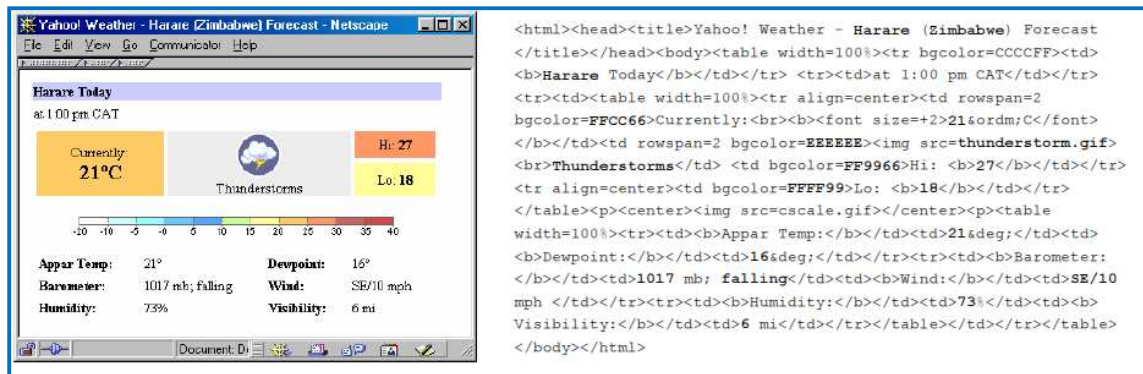 Yahoo! Weather - Harare (Zimbabwe) Forecast - Netscape
File Edit View Go Communicator Help
Harare Today
at 1:00 pm CAT
Currently:
21ºC
Thunderstorms
Hi: 27
Lo: 18
-20 -10 -5 -0 5 10 15 20 25 30 35 40
Appar Temp: 21° Dewpoint: 16°
Barometer: 1017 mb; falling Wind: SE/10 mph
Humidity: 73% Visibility: 6 mi
Document: D
<html><head><title>Yahoo! Weather - Harare (Zimbabwe) Forecast
</title></head><body><table width=100%><tr bgcolor=CCCCFF><td>
<b>Harare Today</b></td></tr> <tr><td>at 1:00 pm CAT</td></tr>
<tr><td><table width=100%><tr align=center><td rowspan=2
bgcolor=FFCC66>Currently:<br><b><font size=+2>21&ordm;C</font>
</b></td><td rowspan=2 bgcolor=EEEEEE><img src=thunderstorm.gif>
<br>Thunderstorms</td> <td bgcolor=FF9966>Hi: <b>27</b></td></tr>
<tr align=center><td bgcolor=FFFF99>Lo: <b>18</b></td></tr>
</table><p><center><img src=cscale.gif></center><p><table
width=100%><tr><td><b>Appar Temp:</b></td><td>21&deg;</td><td>
<b>Dewpoint:</b></td><td>16&deg;</td></tr><tr><td><b>Barometer:
</b></td><td>1017 mb; falling</td><td><b>Wind:</b></td><td>SE/10
mph </td></tr><tr><td><b>Humidity:</b></td><td>73%</td><td><b>
Visibility:</b></td><td>6 mi</td></tr></table></td></tr></table>
</body></html>